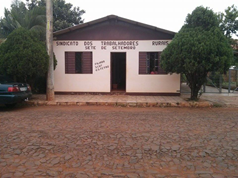 SINDICATO DOS TRABALHADORES RURAIS
SETE DE SETEMBRO